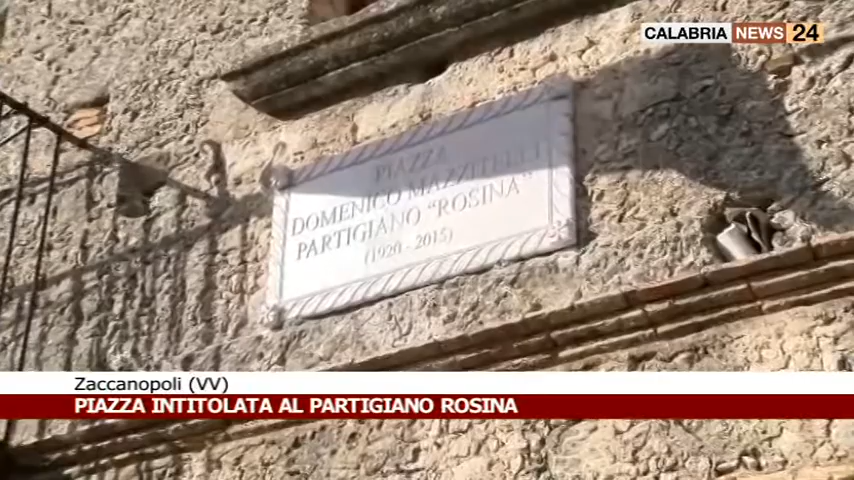 CALABRIA NEWS 24
PIAZZA
DOMENICO MAZZITELLI
PARTIGIANO "ROSINA"
(1920 - 2015)
Zaccanopoli (VV)
PIAZZA INTITOLATA AL PARTIGIANO ROSINA